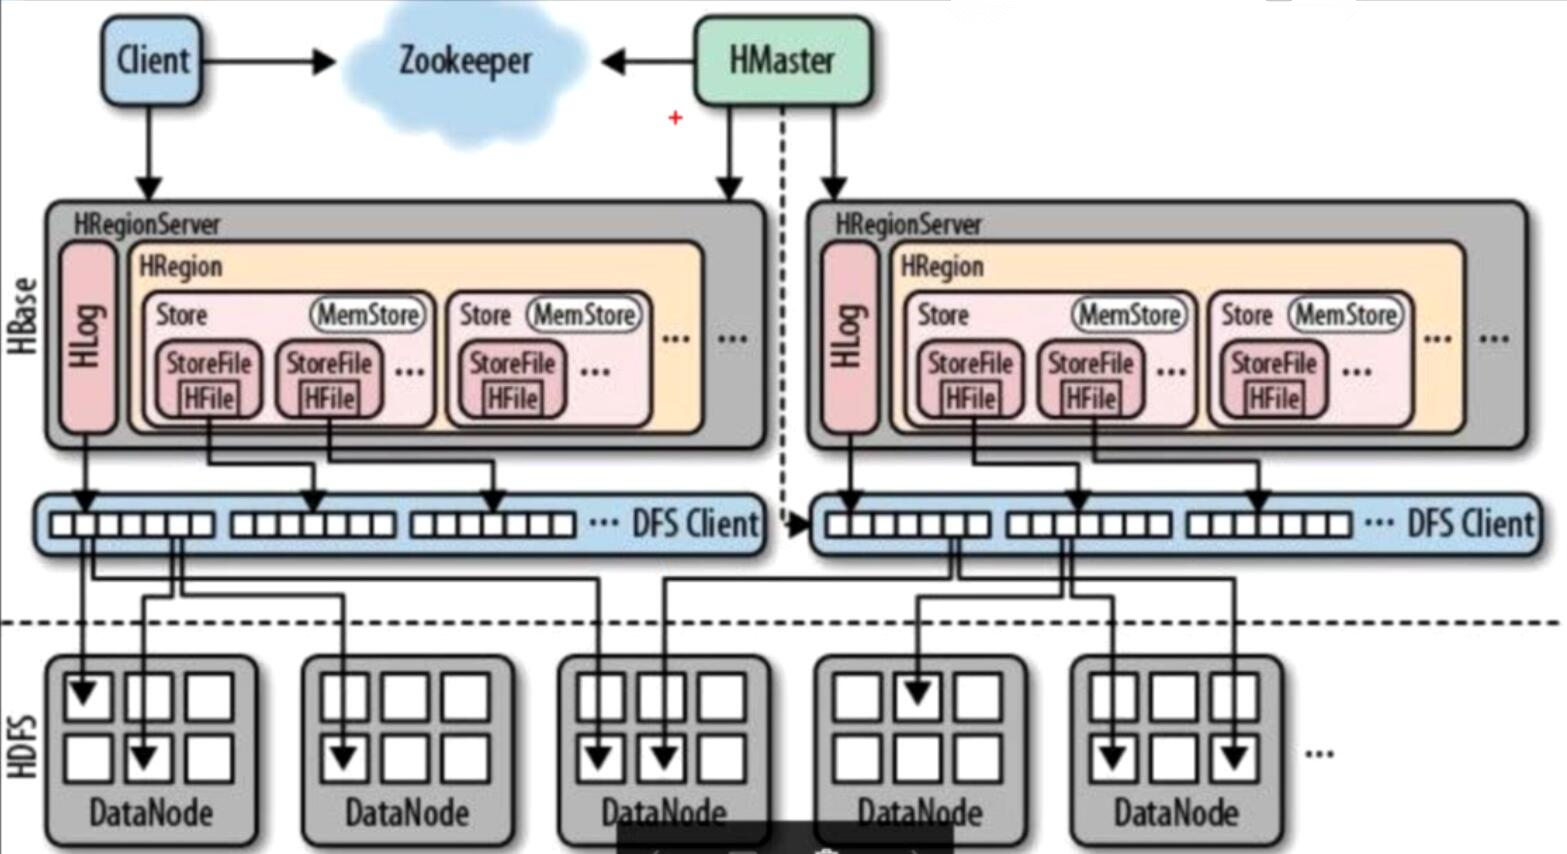 Client
Zookeeper
HMaster
HBase
HRegionServer
HLog
HRegion
Store
MemStore
StoreFile
HFile
StoreFile
HFile
...
Store
MemStore
StoreFile
HFile
...
...
...
HRegionServer
HLog
HRegion
Store
MemStore
StoreFile
HFile
StoreFile
HFile
...
Store
MemStore
StoreFile
HFile
...
...
...
... DFS Client
... DFS Client
HDFS
DataNode
DataNode
DataNode
DataNode
DataNode
...